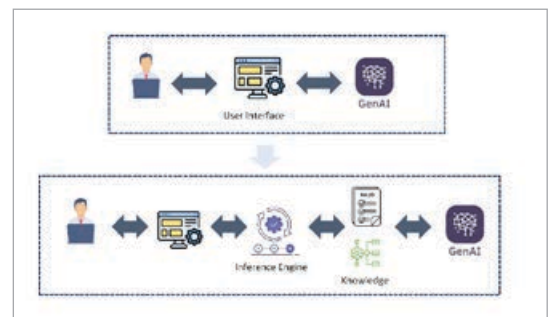 User Interface
GenAI
Inference Engine
Knowledge
GenAI